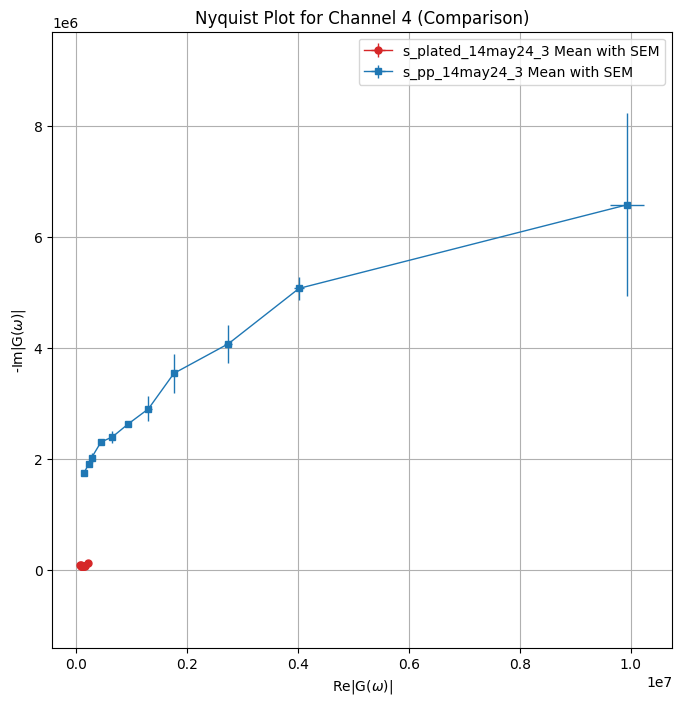 Nyquist Plot for Channel 4 (Comparison)
1e6
s_plated_14may24_3 Mean with SEM
s_pp_14may24_3 Mean with SEM
8
6
4
2
0
-Im|G(ω)|
0.0 0.2 0.4 0.6 0.8 1.0
1e7
Re|G(ω)|